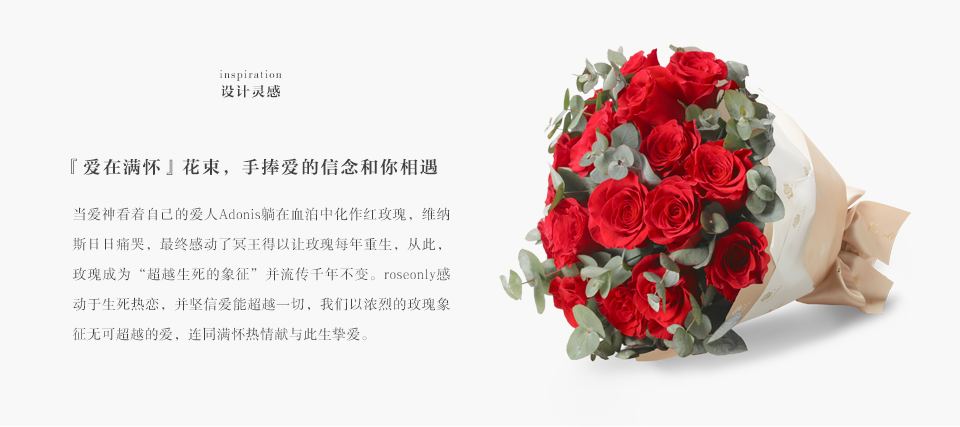 inspiration
设计灵感
『爱在满怀』花束，手捧爱的信念和你相遇
当爱神看着自己的爱人Adonis躺在血泊中化作红玫瑰，维纳
斯日日痛哭，最终感动了冥王得以让玫瑰每年重生，从此，
玫瑰成为“超越生死的象征”并流传千年不变。roseonly感
动于生死热恋，并坚信爱能超越一切，我们以浓烈的玫瑰象
征无可超越的爱，连同满怀热情献与此生挚爱。